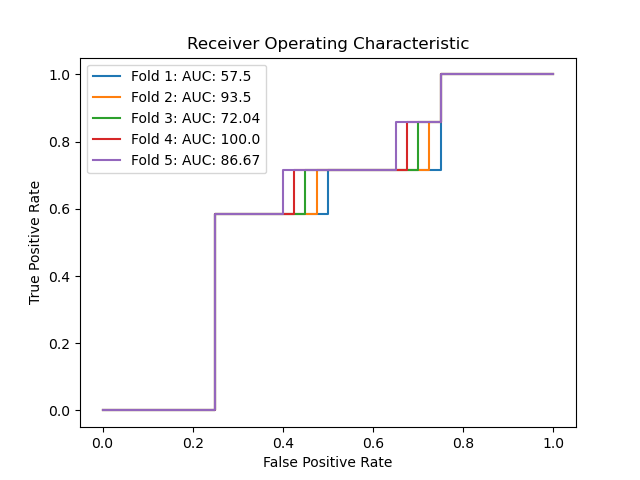 Receiver Operating Characteristic
Fold 1: AUC: 57.5
Fold 2: AUC: 93.5
Fold 3: AUC: 72.04
Fold 4: AUC: 100.0
Fold 5: AUC: 86.67
True Positive Rate
1.0
0.8
0.6
0.4
0.2
0.0
0.0 0.2 0.4 0.6 0.8 1.0
False Positive Rate